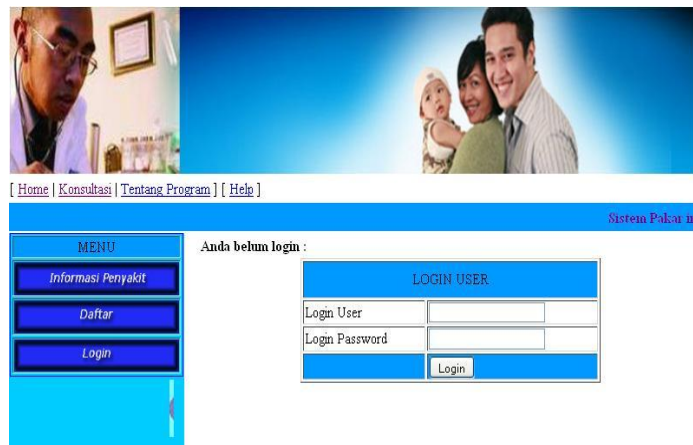 [ Home | Konsultasi | Tentang Program ] [ Help ]
Sistem Pakar in
MENU
Anda belum login :
Informasi Penyakit
LOGIN USER
Daftar
Login User
Login Password
Login
Login